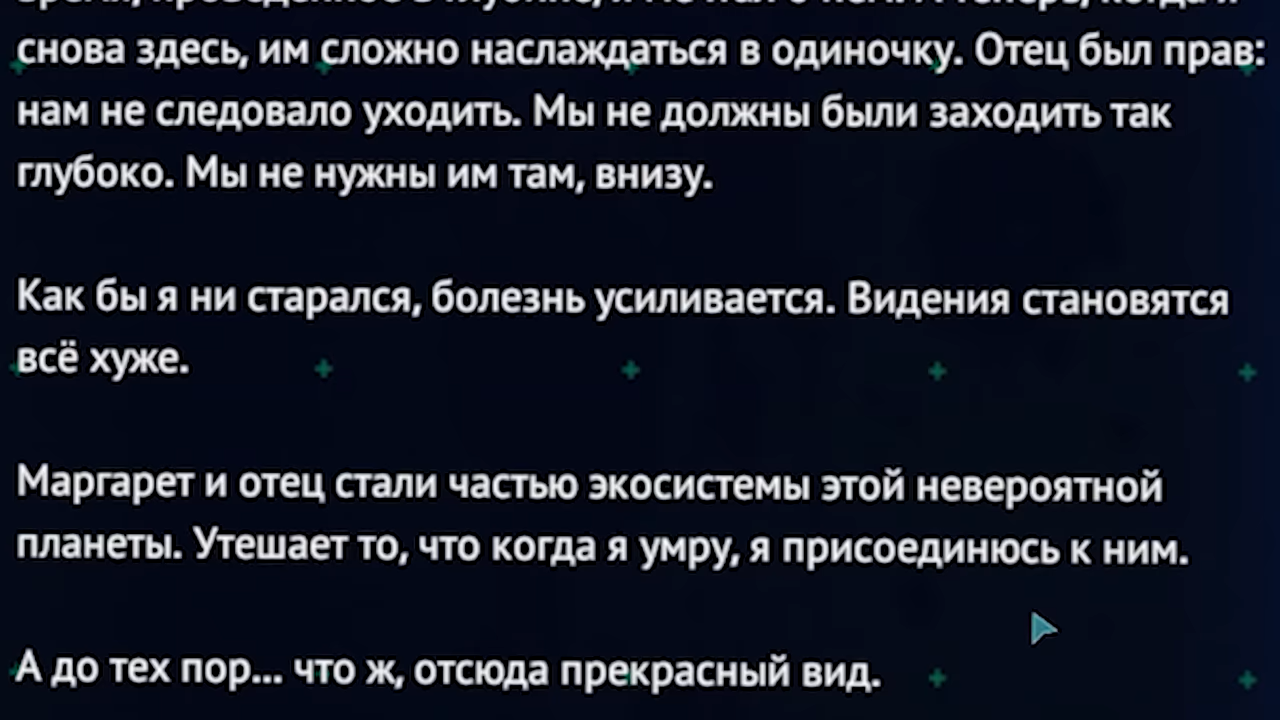 снова здесь, им сложно наслаждаться в одиночку. Отец был прав:
нам не следовало уходить. Мы не должны были заходить так
глубоко. Мы не нужны им там, внизу.
Как бы я ни старался, болезнь усиливается. Видения становятся
всё хуже.
Маргарет и отец стали частью экосистемы этой невероятной
планеты. Утешает то, что когда я умру, я присоединюсь к ним.
А до тех пор... что ж, отсюда прекрасный вид.